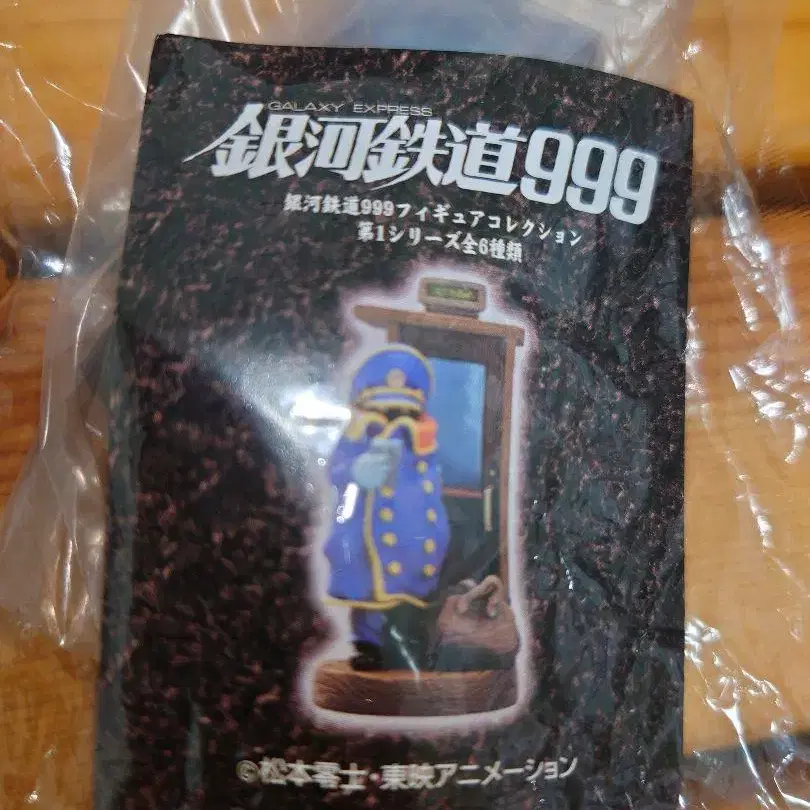 GALAXY EXPRESS
銀河鉄道999
銀河鉄道999フィギュアコレクション
第1シリーズ全6種類
©松本零士・東映アニメーション